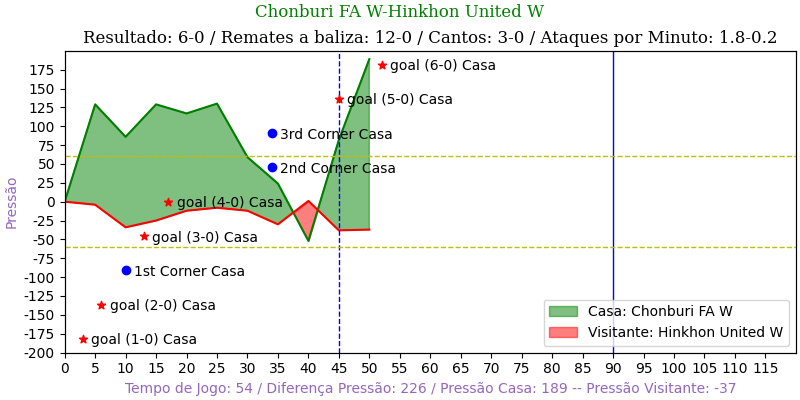 Chonburi FA W-Hinkhon United W
Resultado: 6-0 / Remates a baliza: 12-0 / Cantos: 3-0 / Ataques por Minuto: 1.8-0.2
Pressão
175
150
125
100
75
50
25
0
-25
-50
-75
-100
-125
-150
-175
-200
goal (6-0) Casa
goal (5-0) Casa
3rd Corner Casa
2nd Corner Casa
goal (4-0) Casa
goal (3-0) Casa
1st Corner Casa
goal (2-0) Casa
goal (1-0) Casa
Casa: Chonburi FA W
Visitante: Hinkhon United W
0 5 10 15 20 25 30 35 40 45 50 55 60 65 70 75 80 85 90 95 100 105 110 115
Tempo de Jogo: 54 / Diferença Pressão: 226 / Pressão Casa: 189 -- Pressão Visitante: -37